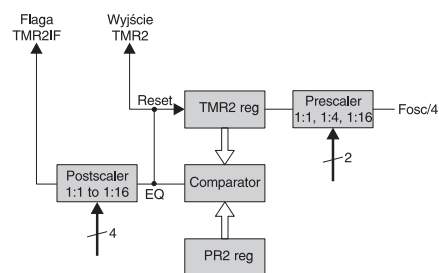 Flaga
TMR2IF
Wyjście
TMR2
Reset
TMR2 reg
Prescaler
1:1, 1:4, 1:16
Fosc/4
2
Postscaler
1:1 to 1:16
EQ
Comparator
4
PR2 reg